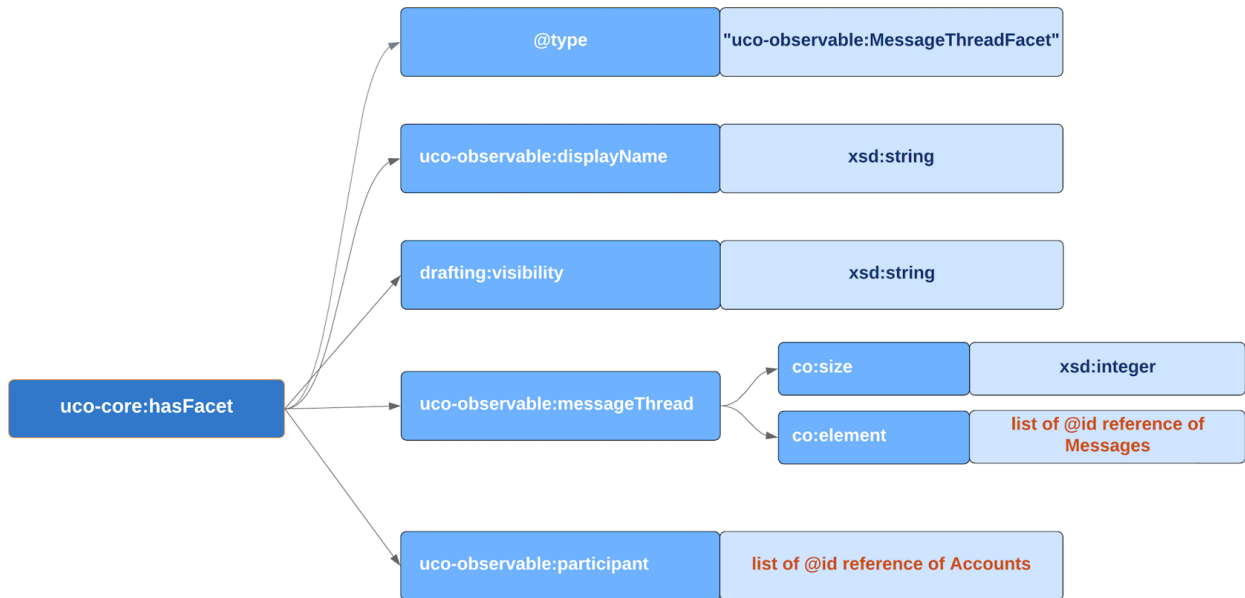 @type
"uco-observable:MessageThreadFacet"
uco-observable:displayName
xsd:string
drafting:visibility
xsd:string
uco-core:hasFacet
uco-observable:messageThread
co:size
xsd:integer
co:element
list of @id reference of
Messages
uco-observable:participant
list of @id reference of Accounts